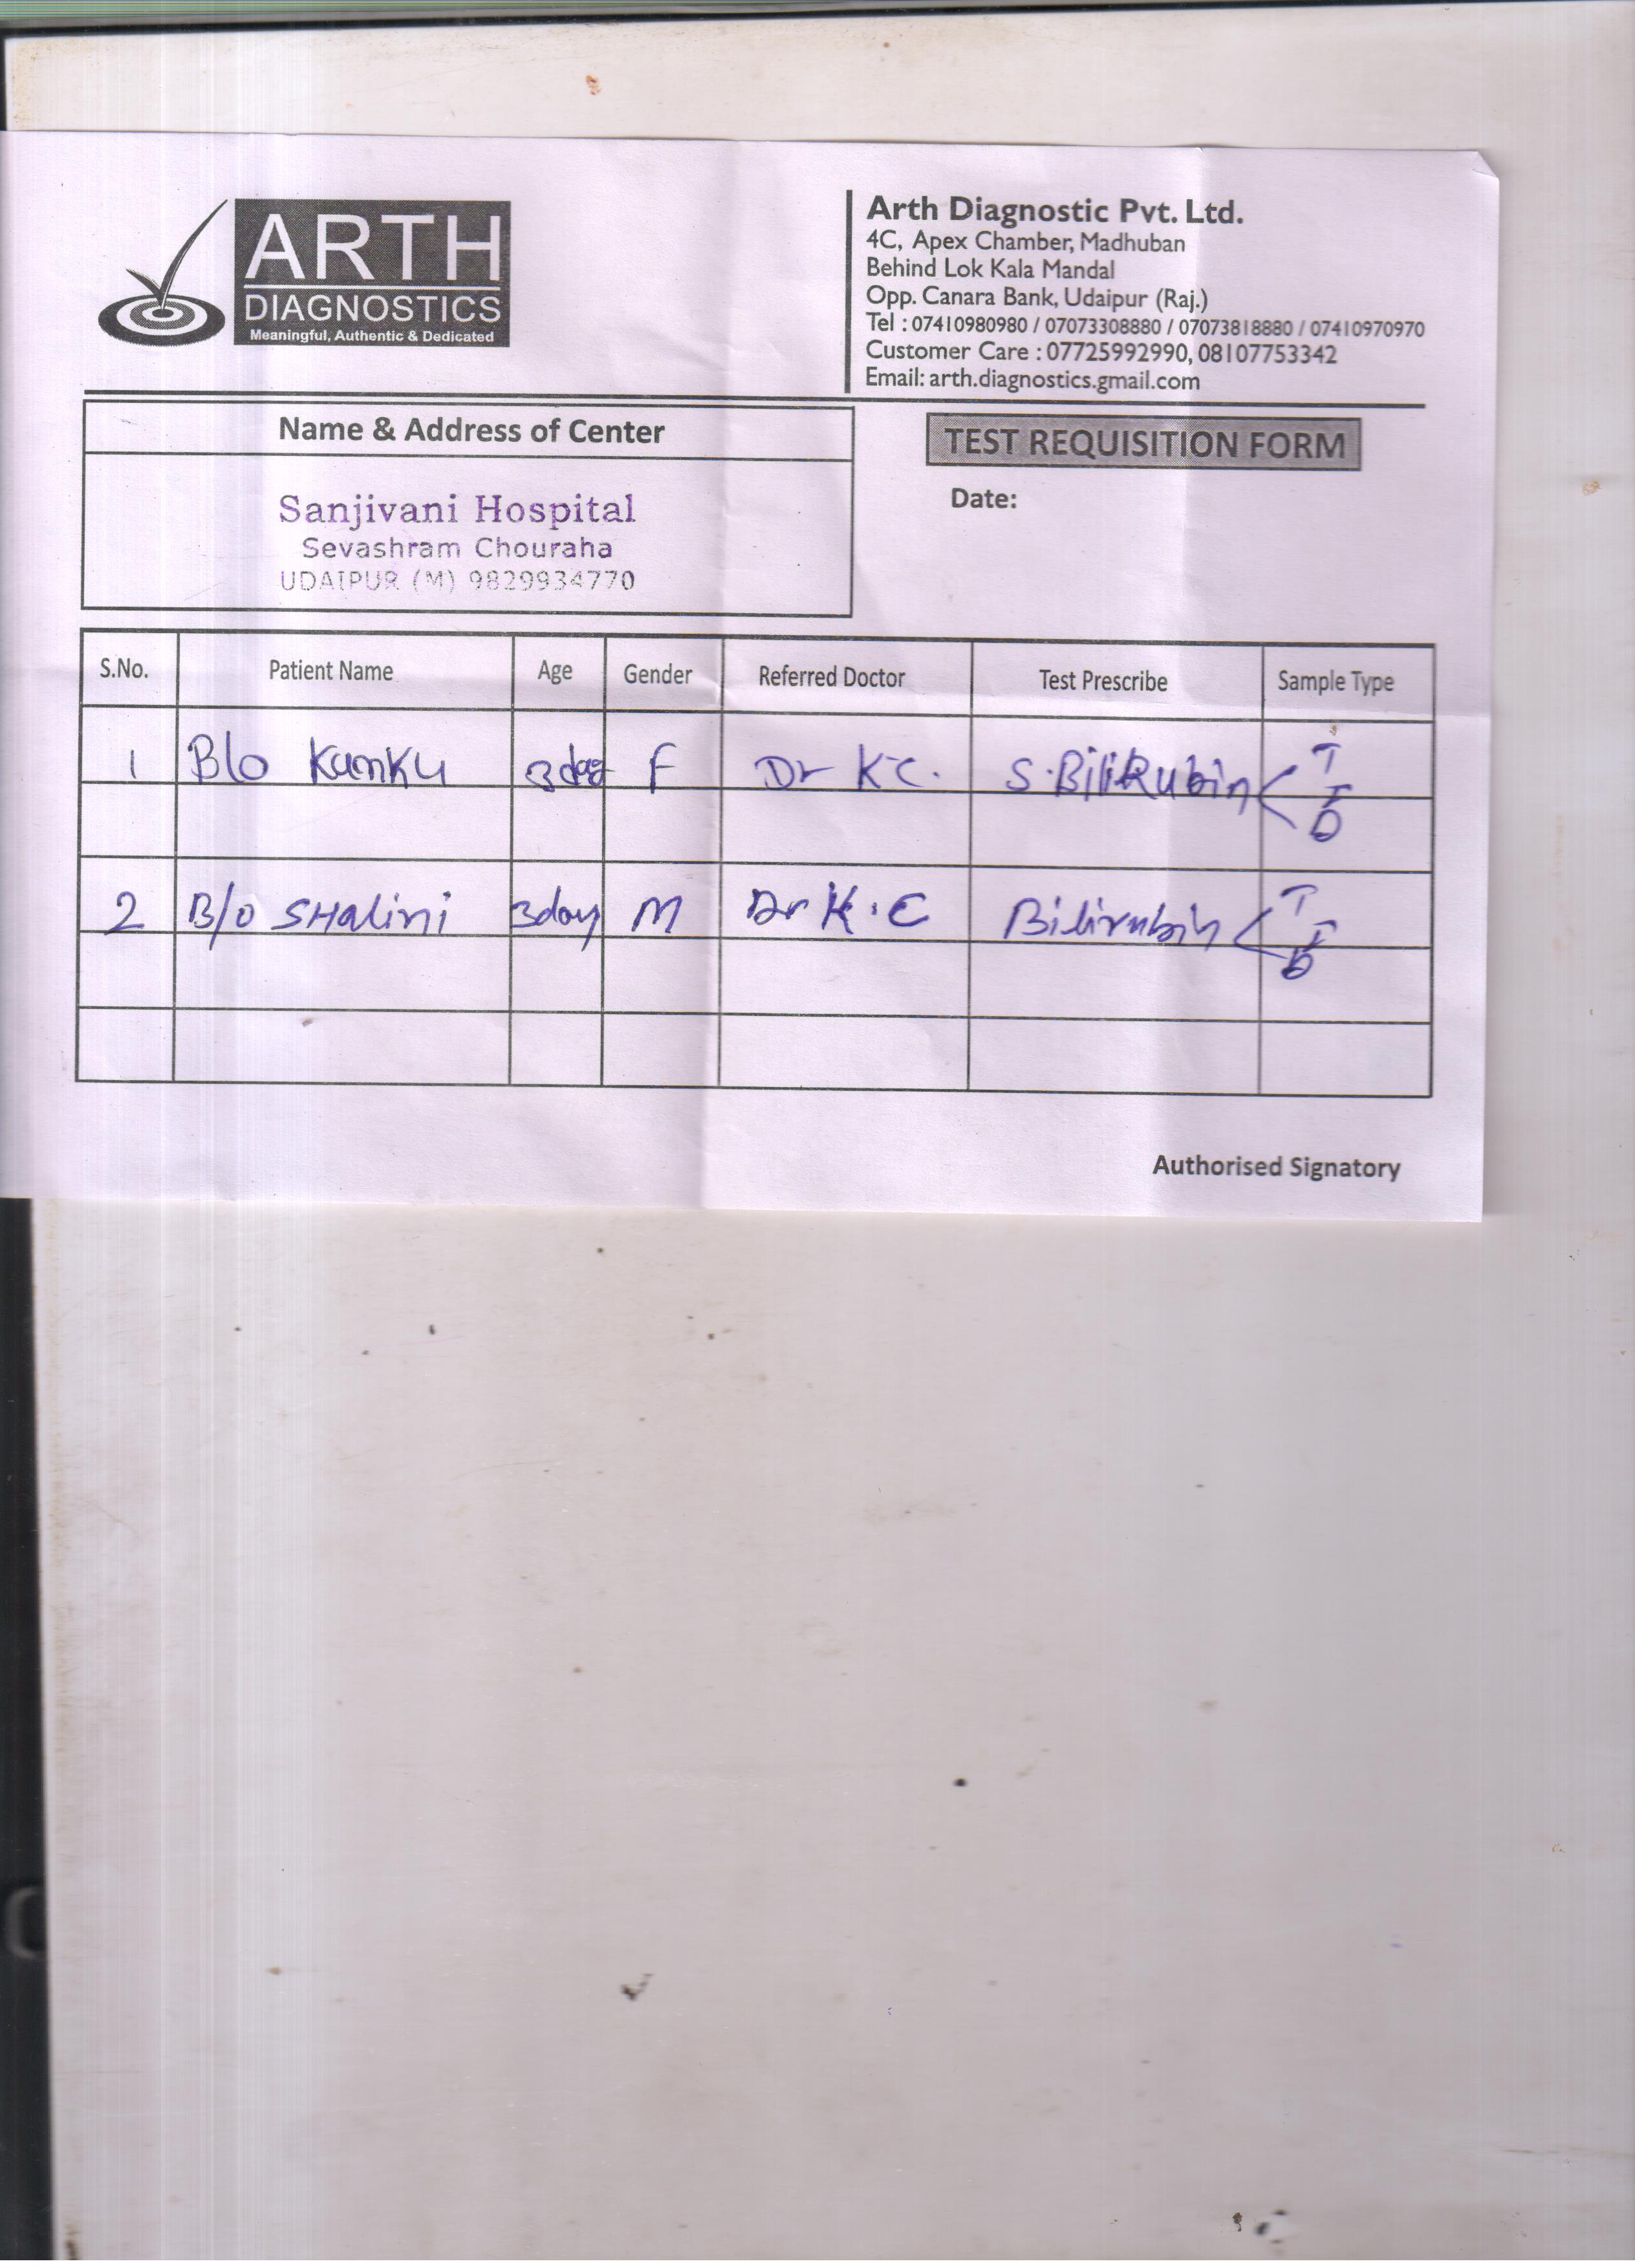 ARTH
DIAGNOSTICS
Meaningful, Authentic & Dedicated
Arth Diagnostic Pvt. Ltd.
4C, Apex Chamber, Madhuban
Behind Lok Kala Mandal
Opp. Canara Bank, Udaipur (Raj.)
Tel : 07410980980 / 07073308880 / 07073818880 / 07410970970
Customer Care : 07725992990, 08107753342
Email: arth.diagnostics.gmail.com
Name & Address of Center
TEST REQUISITION FORM
Date:
Sanjivani Hospital
Sevashram Chouraha
UDAIPUR (M) 9829934770
S.No. Patient Name Age Gender Referred Doctor Test Prescribe Sample Type
1 B/o KanKu 3day F Dr K.C. S.BiliRubin < T
I
D
2 B/o SHalini 3day M Dr K.C Bilirubin < T
I
D
Authorised Signatory